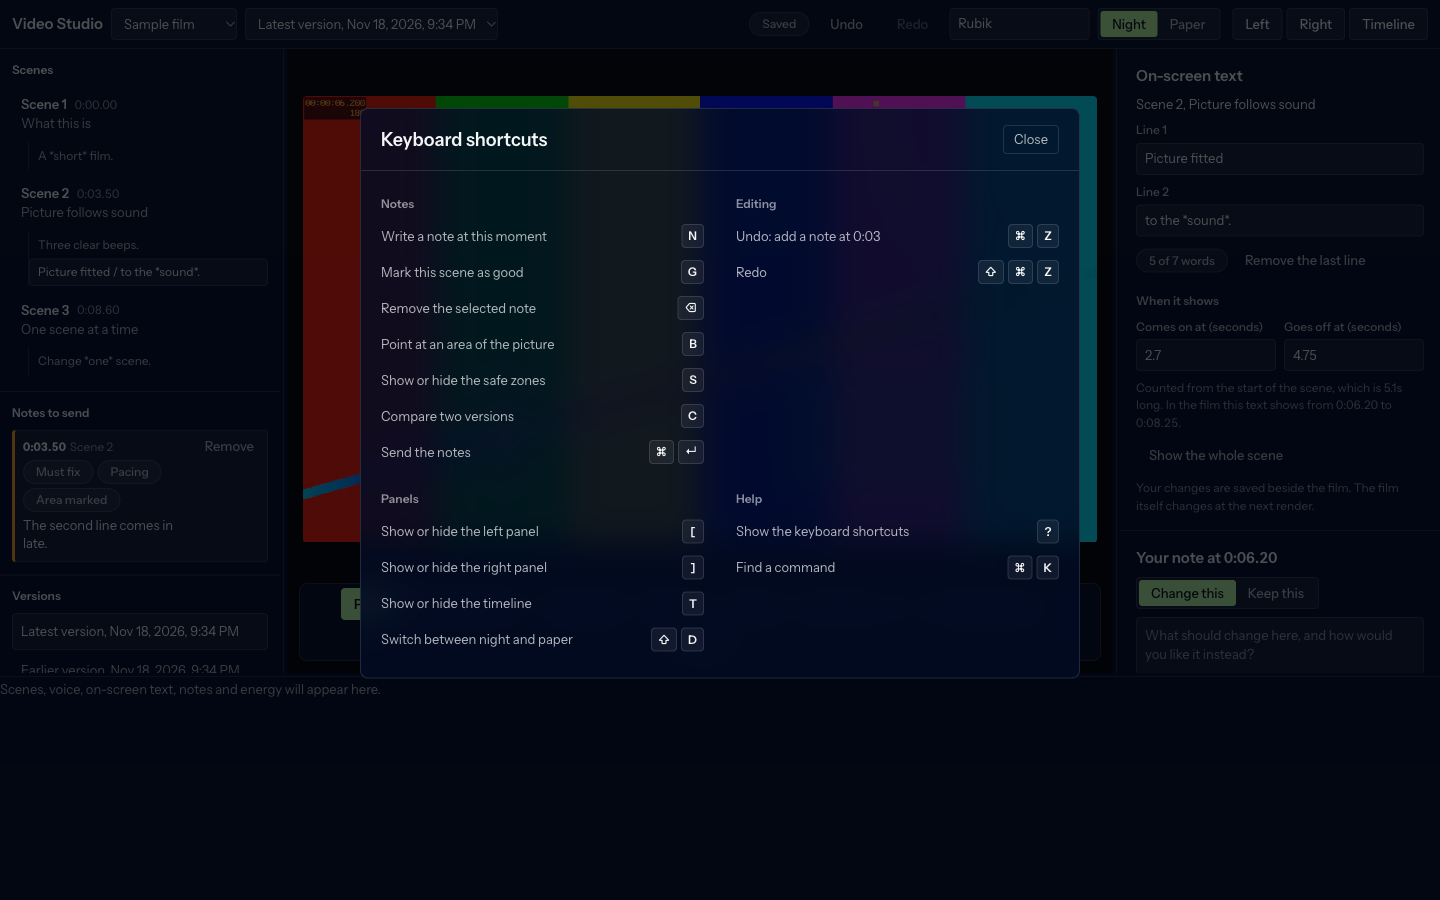 Video Studio
Sample film
Latest version, Nov 18, 2026, 9:34 PM
Saved
Undo
Redo
Rubik
Night
Paper
Left
Right
Timeline
Scenes
Scene 1 0:00.00
What this is
A *short* film.
Scene 2 0:03.50
Picture follows sound
Three clear beeps.
Picture fitted / to the *sound*.
Scene 3 0:08.60
One scene at a time
Change *one* scene.
Notes to send
0:03.50 Scene 2
Remove
Must fix
Pacing
Area marked
The second line comes in
late.
Versions
Latest version, Nov 18, 2026, 9:34 PM
Earlier version, Nov 18, 2026, 9:34 PM
00:00:06.200
Keyboard shortcuts
Close
Notes
Write a note at this moment N
Mark this scene as good G
Remove the selected note ⌫
Point at an area of the picture B
Show or hide the safe zones S
Compare two versions C
Send the notes ⌘ ↵
Editing
Undo: add a note at 0:03 ⌘ Z
Redo ⇧ ⌘ Z
Panels
Show or hide the left panel [
Show or hide the right panel ]
Show or hide the timeline T
Switch between night and paper ⇧ D
Help
Show the keyboard shortcuts ?
Find a command ⌘ K
On-screen text
Scene 2, Picture follows sound
Line 1
Picture fitted
Line 2
to the *sound*.
5 of 7 words
Remove the last line
When it shows
Comes on at (seconds)
Goes off at (seconds)
2.7
4.75
Counted from the start of the scene, which is 5.1s
long. In the film this text shows from 0:06.20 to
0:08.25.
Show the whole scene
Your changes are saved beside the film. The film
itself changes at the next render.
Your note at 0:06.20
Change this
Keep this
What should change here, and how would
you like it instead?
Scenes, voice, on-screen text, notes and energy will appear here.